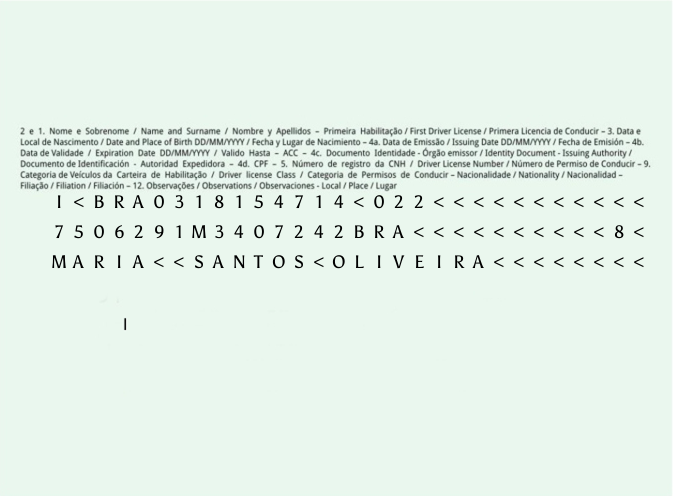 2 e 1. Nome e Sobrenome / Name and Surname / Nombre y Apellidos – Primeira Habilitação / First Driver License / Primera Licencia de Conducir – 3. Data e
Local de Nascimento / Date and Place of Birth DD/MM/YYYY / Fecha y Lugar de Nacimiento – 4a. Data de Emissão / Issuing Date DD/MM/YYYY / Fecha de Emisión – 4b.
Data de Validade / Expiration Date DD/MM/YYYY / Valido Hasta – ACC – 4c. Documento Identidade - Órgão emissor / Identity Document - Issuing Authority /
Documento de Identificación - Autoridad Expedidora – 4d. CPF – 5. Número de registro da CNH / Driver License Number / Número de Permiso de Conducir – 9.
Categoria de Veículos da Carteira de Habilitação / Driver license Class / Categoria de Permisos de Conducir – Nacionalidade / Nationality / Nacionalidad –
Filiação / Filiation / Filiación – 12. Observações / Observations / Observaciones - Local / Place / Lugar
I<BRA0318154714<022<<<<<<<<<<<
7506291M3407242BRA<<<<<<<<<<8<
MARIA<<SANTOS<OLIVEIRA<<<<<<<<
I